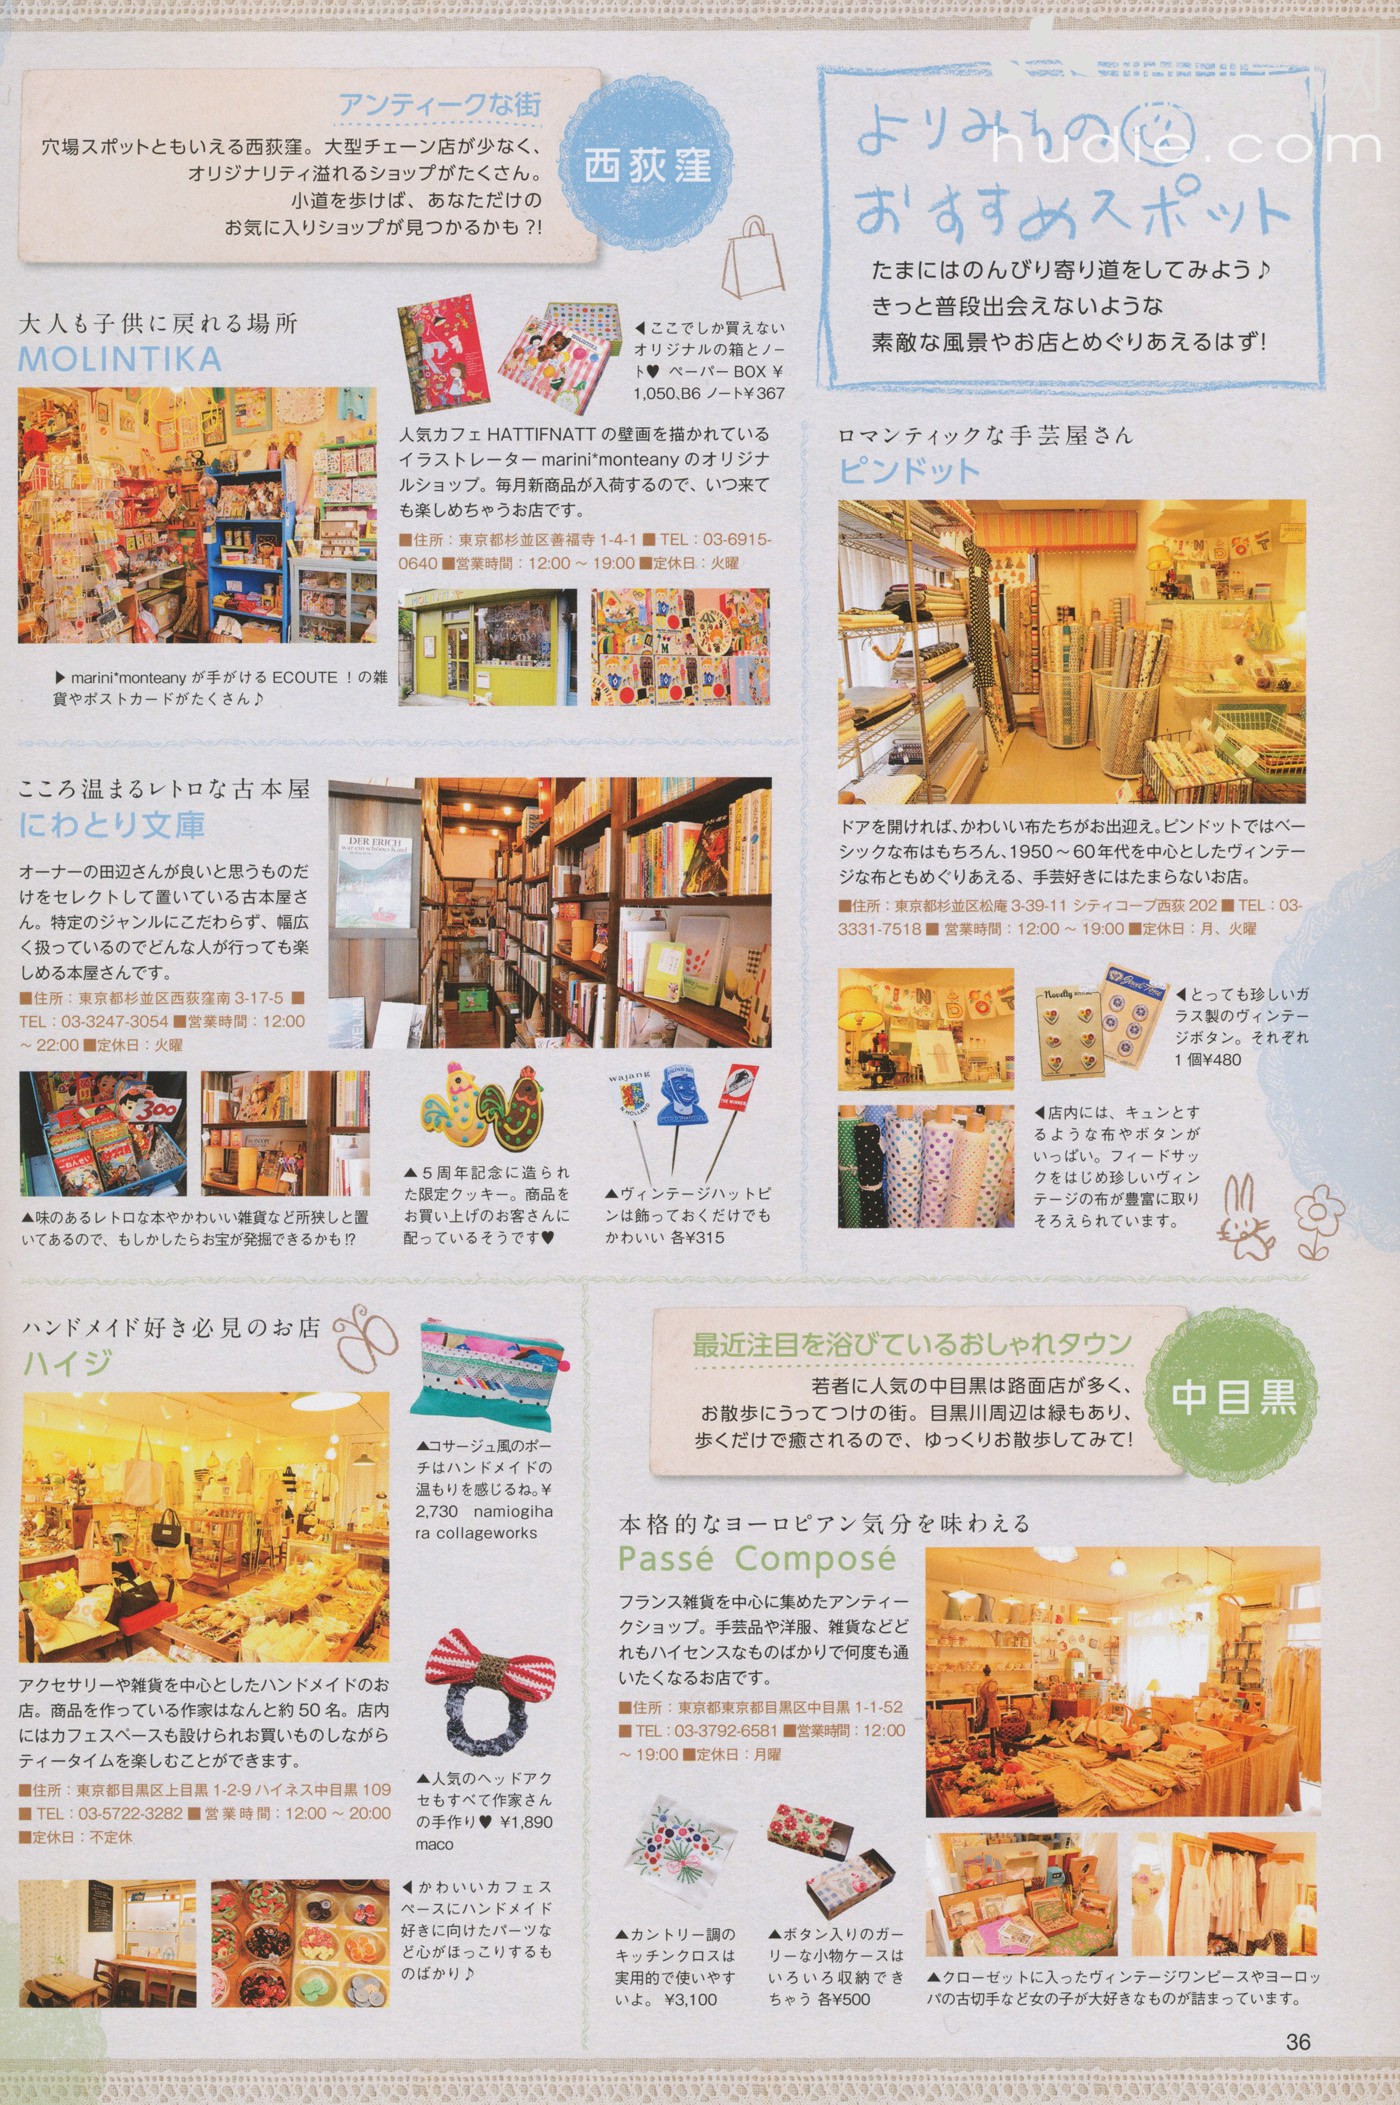 よりみちの
おすすめスポット
たまにはのんびり寄り道をしてみよう♪
きっと普段出会えないような
素敵な風景やお店とめぐりあえるはず!
hudie.com
網
アンティークな街
穴場スポットともいえる西荻窪。大型チェーン店が少なく、
オリジナリティ溢れるショップがたくさん。
小道を歩けば、あなただけの
お気に入りショップが見つかるかも?!
西荻窪
大人も子供に戻れる場所
MOLINTIKA
◀ここでしか買えない
オリジナルの箱とノー
ト♥ ペーパーBOX ¥
1,050、B6 ノート¥367
人気カフェ HATTIFNATT の壁画を描かれている
イラストレーター marini*monteany のオリジナ
ルショップ。毎月新商品が入荷するので、いつ来て
も楽しめちゃうお店です。
■住所：東京都杉並区善福寺 1-4-1 ■ TEL：03-6915-
0640 ■営業時間：12:00 ～ 19:00 ■定休日：火曜
▶ marini*monteany が手がける ECOUTE！の雑
貨やポストカードがたくさん♪
こころ温まるレトロな古本屋
にわとり文庫
オーナーの田辺さんが良いと思うものだ
けをセレクトして置いている古本屋さ
ん。特定のジャンルにこだわらず、幅広
く扱っているのでどんな人が行っても楽
しめる本屋さんです。
■住所：東京都杉並区西荻窪南 3-17-5 ■
TEL：03-3247-3054 ■営業時間：12:00
～ 22:00 ■定休日：火曜
DER ERICH
war ein schönes Kind
300
▲味のあるレトロな本やかわいい雑貨など所狭しと置
いてあるので、もしかしたらお宝が発掘できるかも!?
▲5周年記念に造られ
た限定クッキー。商品を
お買い上げのお客さんに
配っているそうです♥
wajang
N HOLLAND
THE WINNER
▲ヴィンテージハットピ
ンは飾っておくだけでも
かわいい 各¥315
ロマンティックな手芸屋さん
ピンドット
ドアを開ければ、かわいい布たちがお出迎え。ピンドットではベー
シックな布はもちろん、1950～60年代を中心としたヴィンテー
ジな布ともめぐりあえる、手芸好きにはたまらないお店。
■住所：東京都杉並区松庵 3-39-11 シティコープ西荻 202 ■ TEL：03-
3331-7518 ■ 営業時間：12:00 ～ 19:00 ■定休日：月、火曜
Novelty
◀とっても珍しいガ
ラス製のヴィンテー
ジボタン。それぞれ
1個¥480
◀店内には、キュンとす
るような布やボタンが
いっぱい。フィードサッ
クをはじめ珍しいヴィン
テージの布が豊富に取り
そろえられています。
ハンドメイド好き必見のお店
ハイジ
▲コサージュ風のポー
チはハンドメイドの
温もりを感じるね。¥
2,730 namiogiha
ra collageworks
アクセサリーや雑貨を中心としたハンドメイドのお
店。商品を作っている作家はなんと約50名。店内
にはカフェスペースも設けられお買いものしながら
ティータイムを楽しむことができます。
■住所：東京都目黒区上目黒 1-2-9 ハイネス中目黒 109
■ TEL：03-5722-3282 ■ 営業時間：12:00 ～ 20:00
■定休日：不定休
▲人気のヘッドアク
セもすべて作家さん
の手作り♥ ¥1,890
maco
◀かわいいカフェス
ペースにハンドメイド
好きに向けたパーツな
ど心がほっこりするも
のばかり♪
最近注目を浴びているおしゃれタウン
若者に人気の中目黒は路面店が多く、
お散歩にうってつけの街。目黒川周辺は緑もあり、
歩くだけで癒されるので、ゆっくりお散歩してみて!
中目黒
本格的なヨーロピアン気分を味わえる
Passé Composé
フランス雑貨を中心に集めたアンティー
クショップ。手芸品や洋服、雑貨などど
れもハイセンスなものばかりで何度も通
いたくなるお店です。
■住所：東京都東京都目黒区中目黒 1-1-52
■ TEL：03-3792-6581 ■営業時間：12:00
～ 19:00 ■定休日：月曜
▲カントリー調の
キッチンクロスは
実用的で使いやす
いよ。 ¥3,100
▲ボタン入りのガー
リーな小物ケースは
いろいろ収納でき
ちゃう 各¥500
▲クローゼットに入ったヴィンテージワンピースやヨーロッ
パの古切手など女の子が大好きなものが詰まっています。
36